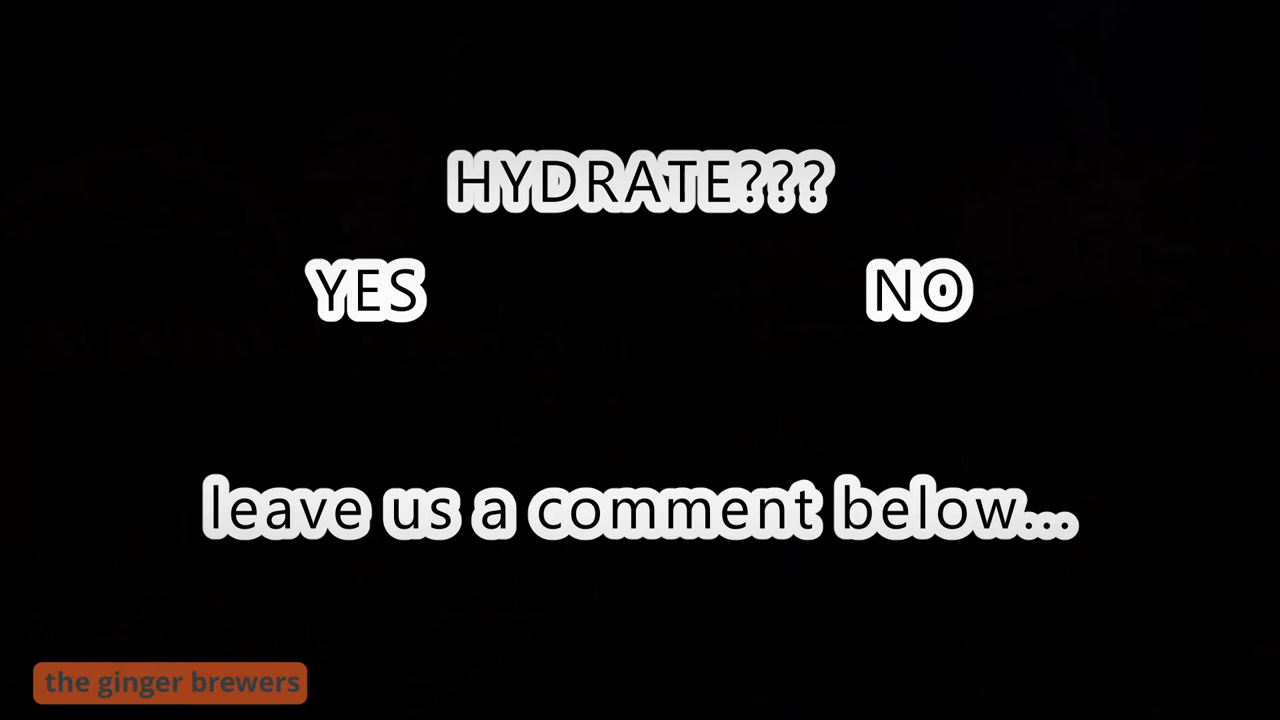 HYDRATE???
YES NO
leave us a comment below...
the ginger brewers